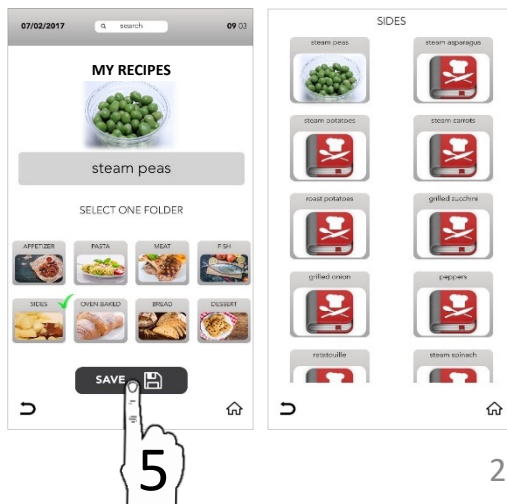 07/02/2017 search 09 03
MY RECIPES
steam peas
SELECT ONE FOLDER
APPETIZER PASTA MEAT FISH
SIDES OVEN BAKED BREAD DESSERT
SAVE
5
SIDES
steam peas steam asparagus
steam potatoes steam carrots
roast potatoes grilled zucchini
grilled onion peppers
ratatouille steam spinach
2